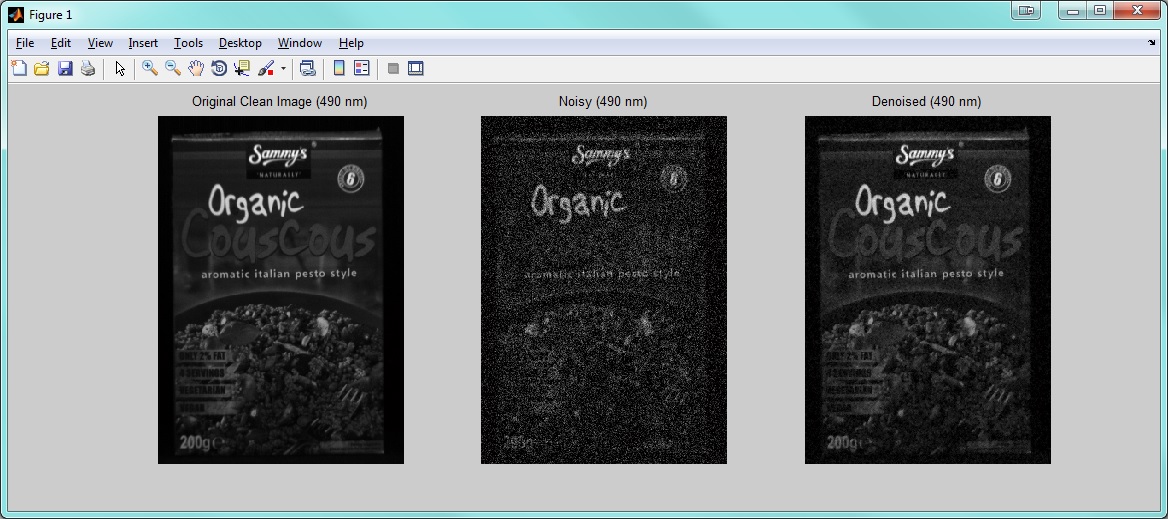 Figure 1
File Edit View Insert Tools Desktop Window Help
Original Clean Image (490 nm)
Noisy (490 nm)
Denoised (490 nm)
Sammy's
"NATURALLY"
6
Organic
CousCous
aromatic italian pesto style
ONLY 2% FAT
4 SERVINGS
VEGETARIAN
VEGAN
200g
Sammy's
6
Organic
aromatic italian pesto style
200g
Sammy's
"NATURALLY"
6
Organic
CousCous
aromatic italian pesto style
ONLY 2% FAT
4 SERVINGS
VEGETARIAN
VEGAN
200g